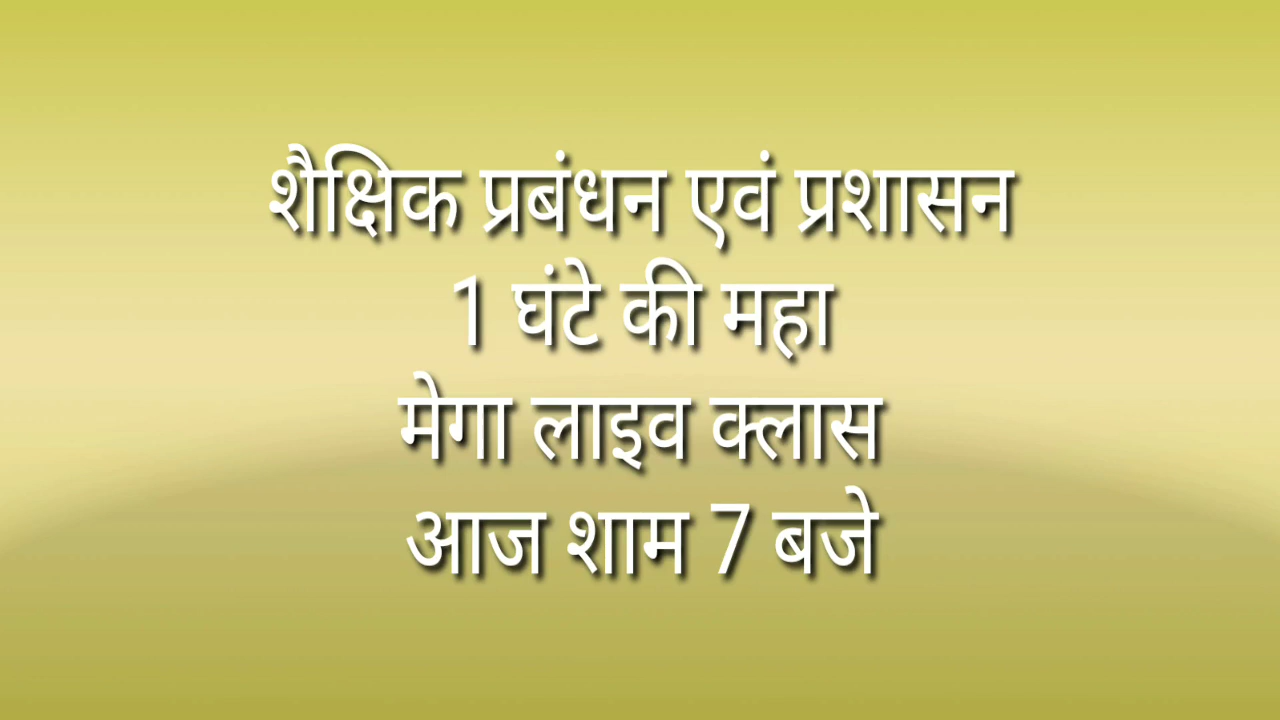 शैक्षिक प्रबंधन एवं प्रशासन
1 घंटे की महा
मेगा लाइव क्लास
आज शाम 7 बजे